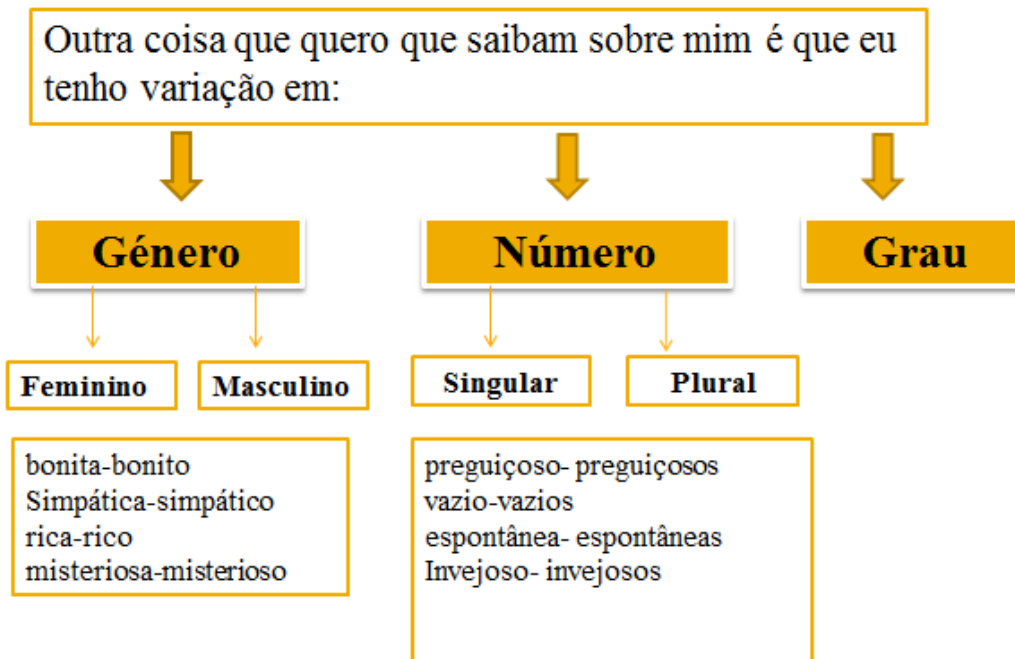 Outra coisa que quero que saibam sobre mim é que eu
tenho variação em:
Género
Número
Grau
Feminino
Masculino
Singular
Plural
bonita-bonito
Simpática-simpático
rica-rico
misteriosa-misterioso
preguiçoso- preguiçosos
vazio-vazios
espontânea- espontâneas
Invejoso- invejosos